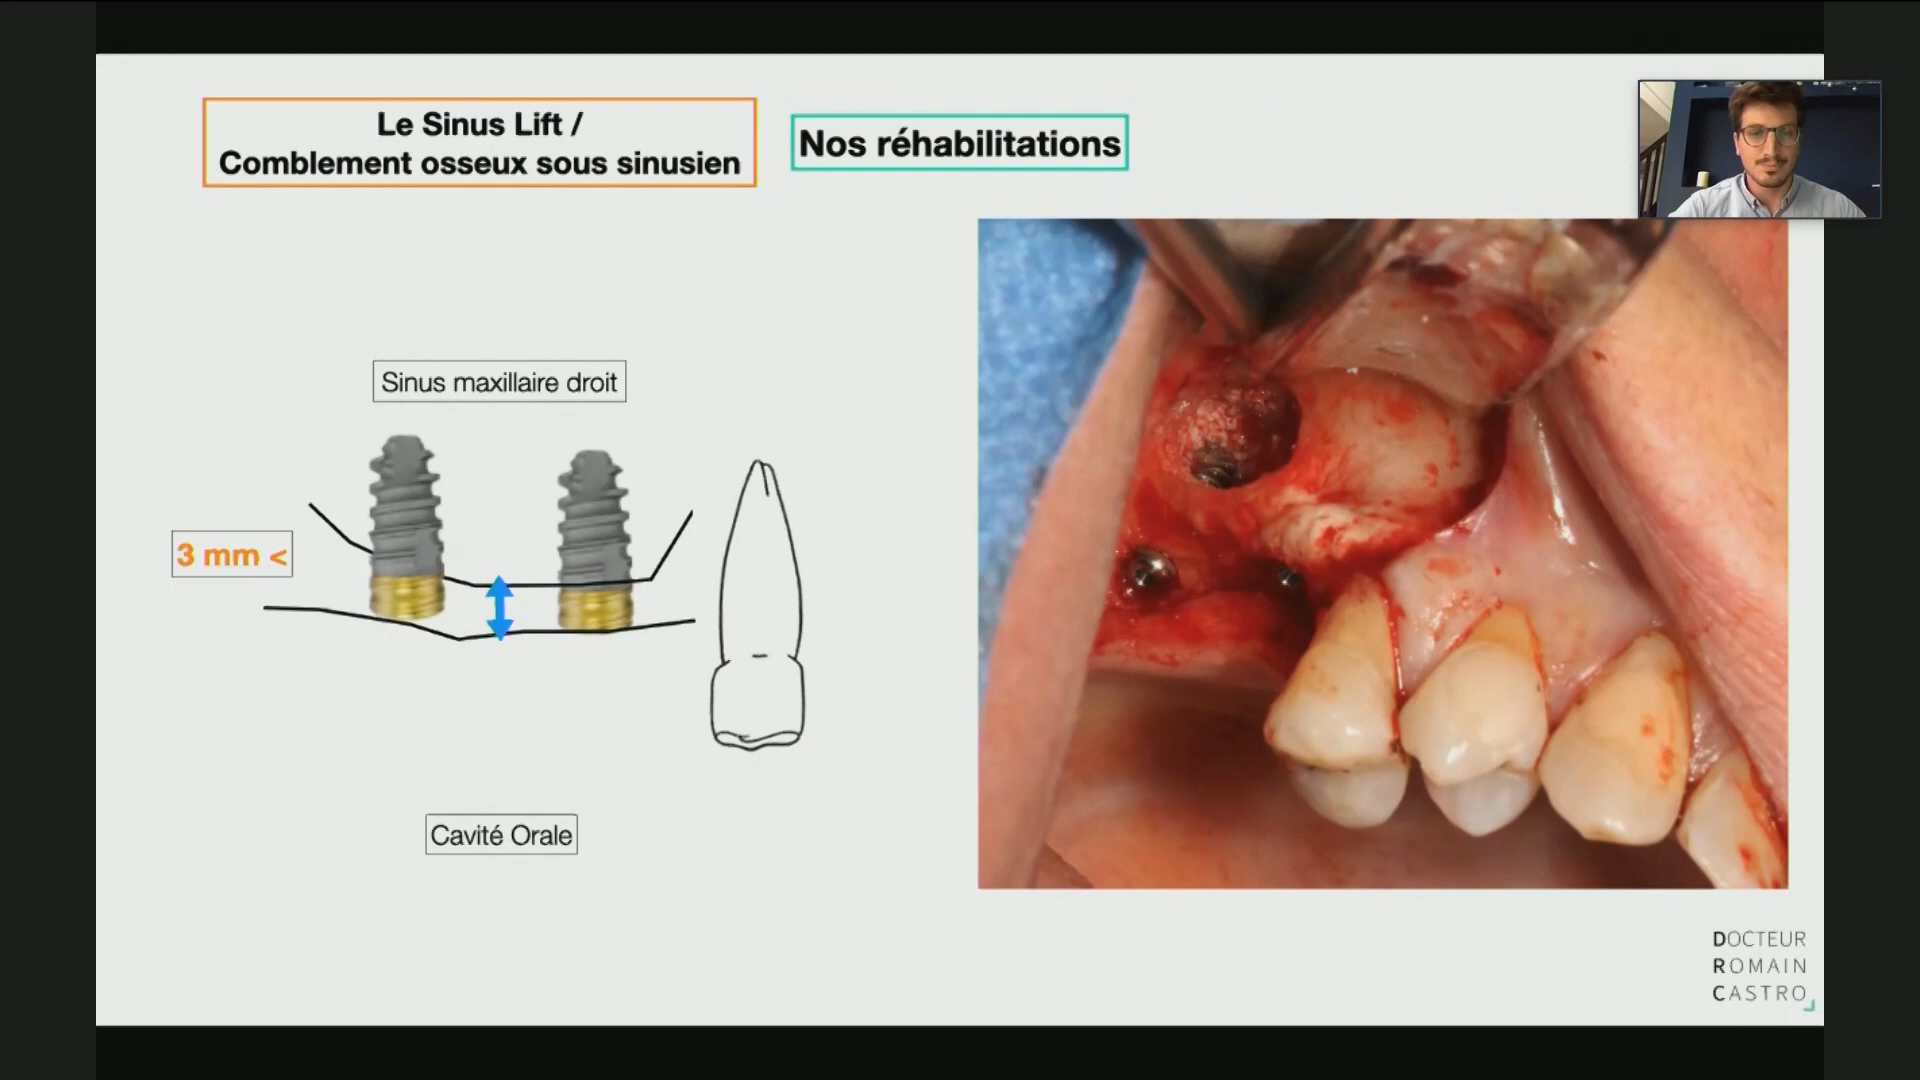 Le Sinus Lift /
Comblement osseux sous sinusien
Nos réhabilitations
Sinus maxillaire droit
3 mm <
Cavité Orale
DOCTEUR
ROMAIN
CASTRO